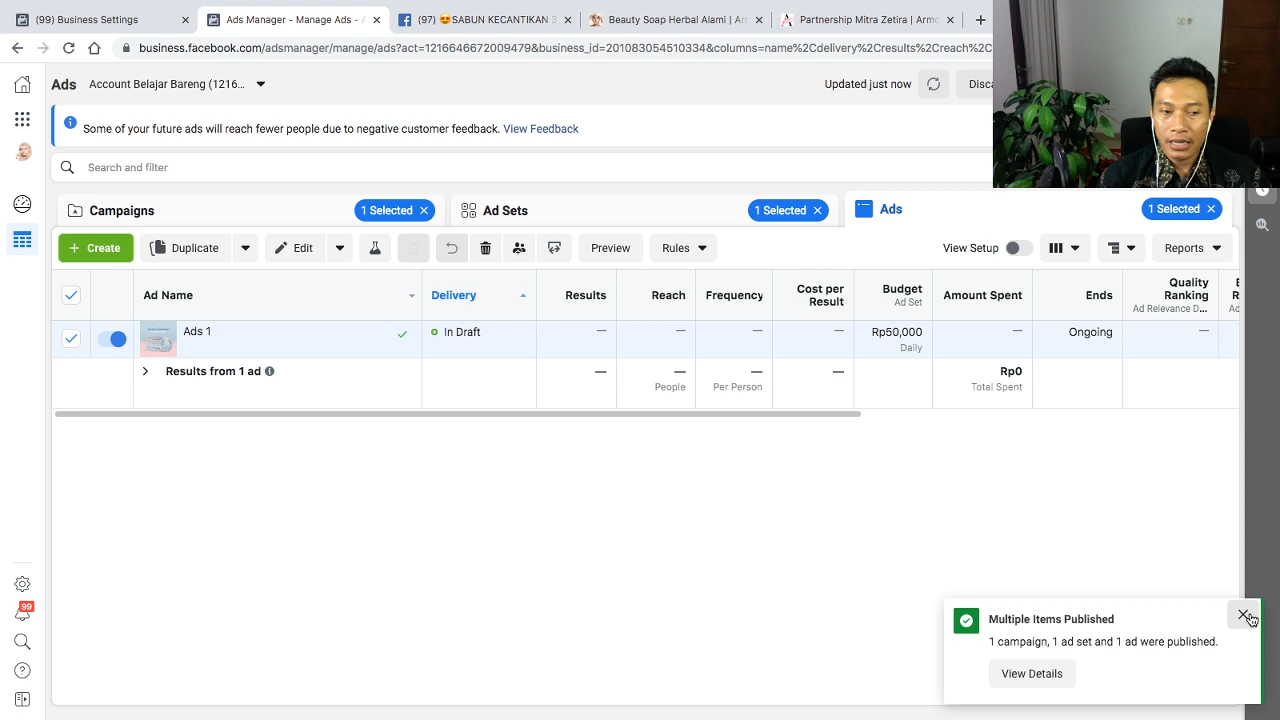 (99) Business Settings
Ads Manager - Manage Ads - A
(97) 😍SABUN KECANTIKAN S
Beauty Soap Herbal Alami | Arm
Partnership Mitra Zetira | Armo
business.facebook.com/adsmanager/manage/ads?act=1216646672009479&business_id=201083054510334&columns=name%2Cdelivery%2Cresults%2Creach%2C
Ads
Account Belajar Bareng (1216...
Updated just now
Disca
Some of your future ads will reach fewer people due to negative customer feedback. View Feedback
Search and filter
Campaigns
1 Selected
Ad Sets
1 Selected
Ads
1 Selected
+ Create
Duplicate
Edit
Preview
Rules
View Setup
Reports
Ad Name
Delivery
Results
Reach
Frequency
Cost per
Result
Budget
Ad Set
Amount Spent
Ends
Quality
Ranking
Ad Relevance D...
Ads 1
In Draft
—
—
—
—
Rp50,000
Daily
—
Ongoing
—
Results from 1 ad
—
—
People
—
Per Person
—
Rp0
Total Spent
99
Multiple Items Published
1 campaign, 1 ad set and 1 ad were published.
View Details